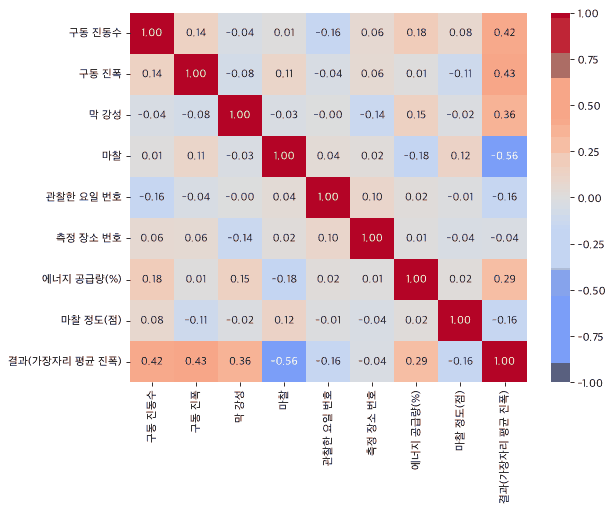 구동 진동수 1.00 0.14 −0.04 0.01 −0.16 0.06 0.18 0.08 0.42
구동 진폭 0.14 1.00 −0.08 0.11 −0.04 0.06 0.01 −0.11 0.43
막 강성 −0.04 −0.08 1.00 −0.03 −0.00 −0.14 0.15 −0.02 0.36
마찰 0.01 0.11 −0.03 1.00 0.04 0.02 −0.18 0.12 −0.56
관찰한 요일 번호 −0.16 −0.04 −0.00 0.04 1.00 0.10 0.02 −0.01 −0.16
측정 장소 번호 0.06 0.06 −0.14 0.02 0.10 1.00 0.01 −0.04 −0.04
에너지 공급량(%) 0.18 0.01 0.15 −0.18 0.02 0.01 1.00 0.02 0.29
마찰 정도(점) 0.08 −0.11 −0.02 0.12 −0.01 −0.04 0.02 1.00 −0.16
결과(가장자리 평균 진폭) 0.42 0.43 0.36 −0.56 −0.16 −0.04 0.29 −0.16 1.00
구동 진동수
구동 진폭
막 강성
마찰
관찰한 요일 번호
측정 장소 번호
에너지 공급량(%)
마찰 정도(점)
결과(가장자리 평균 진폭)
1.00
0.75
0.50
0.25
0.00
−0.25
−0.50
−0.75
−1.00